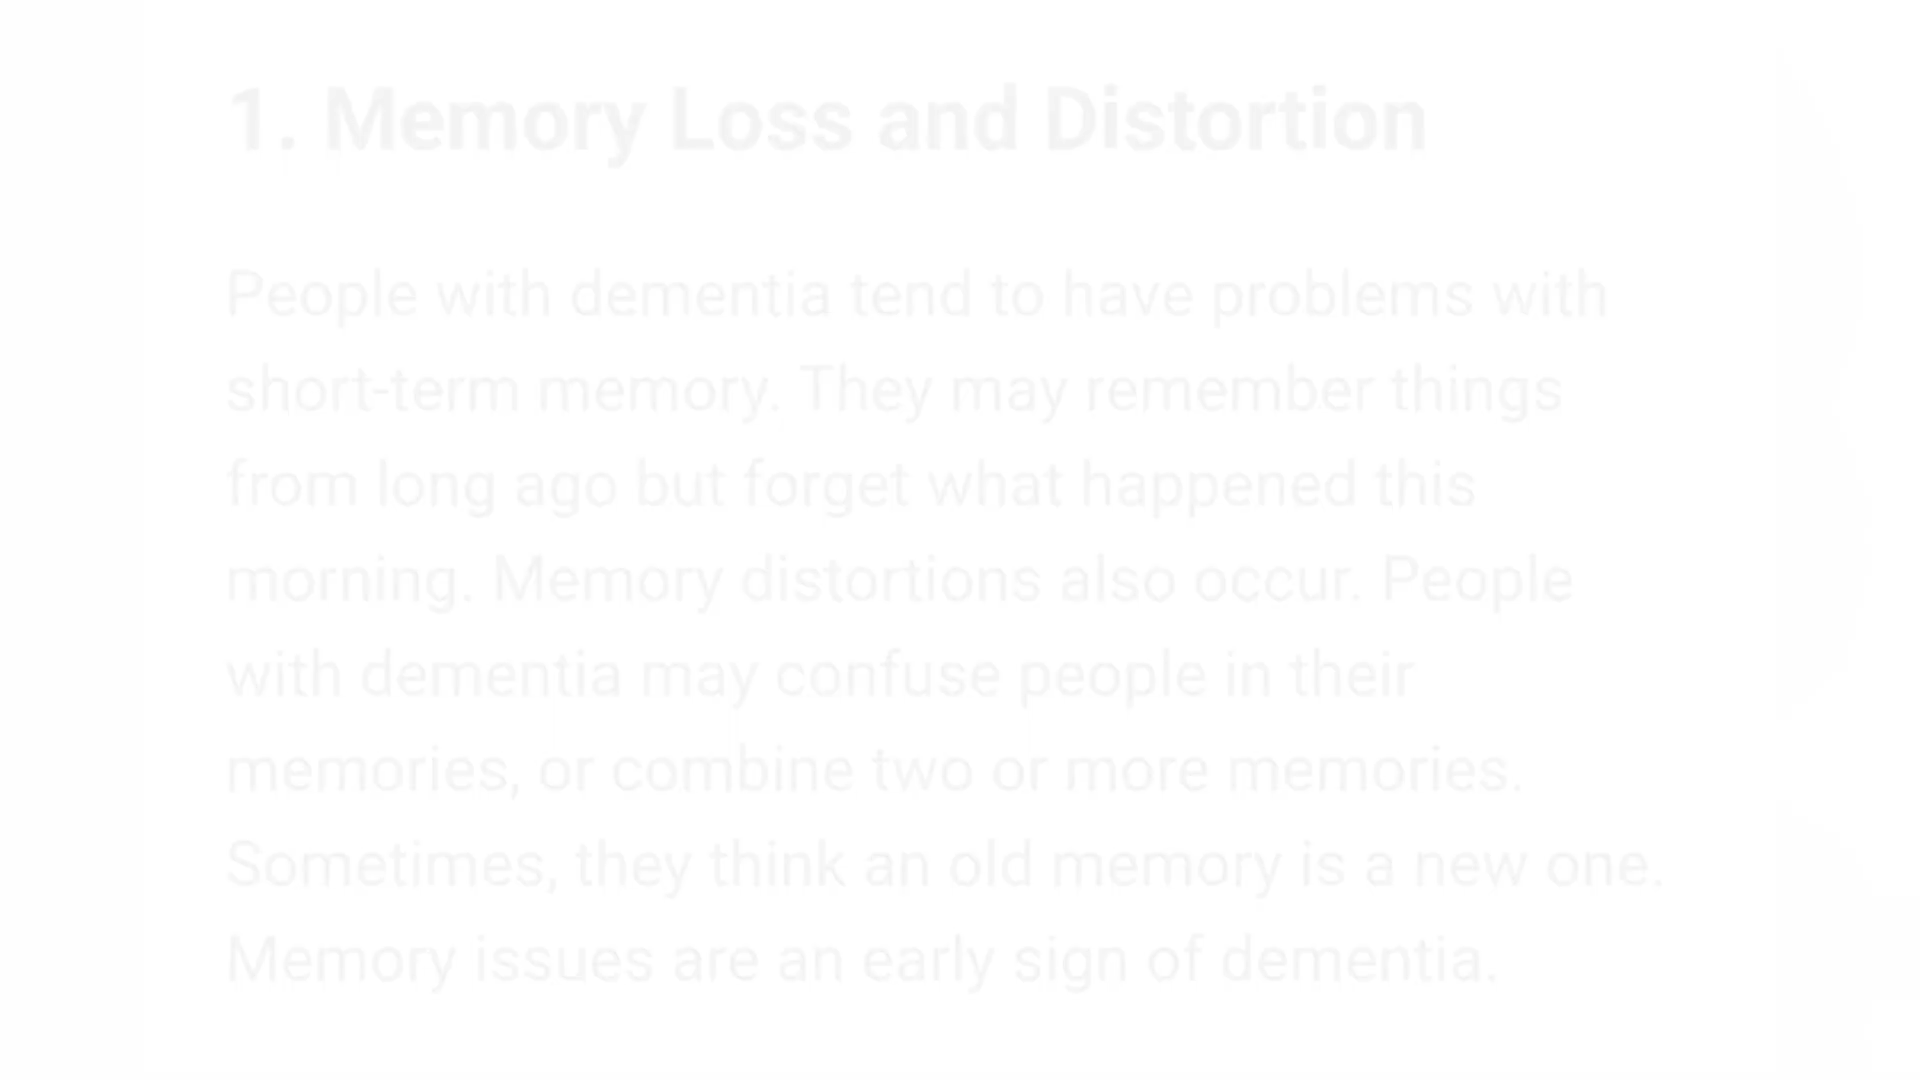 1. Memory Loss and Distortion
People with dementia tend to have problems with
short-term memory. They may remember things
from long ago but forget what happened this
morning. Memory distortions also occur. People
with dementia may confuse people in their
memories, or combine two or more memories.
Sometimes, they think an old memory is a new one.
Memory issues are an early sign of dementia.